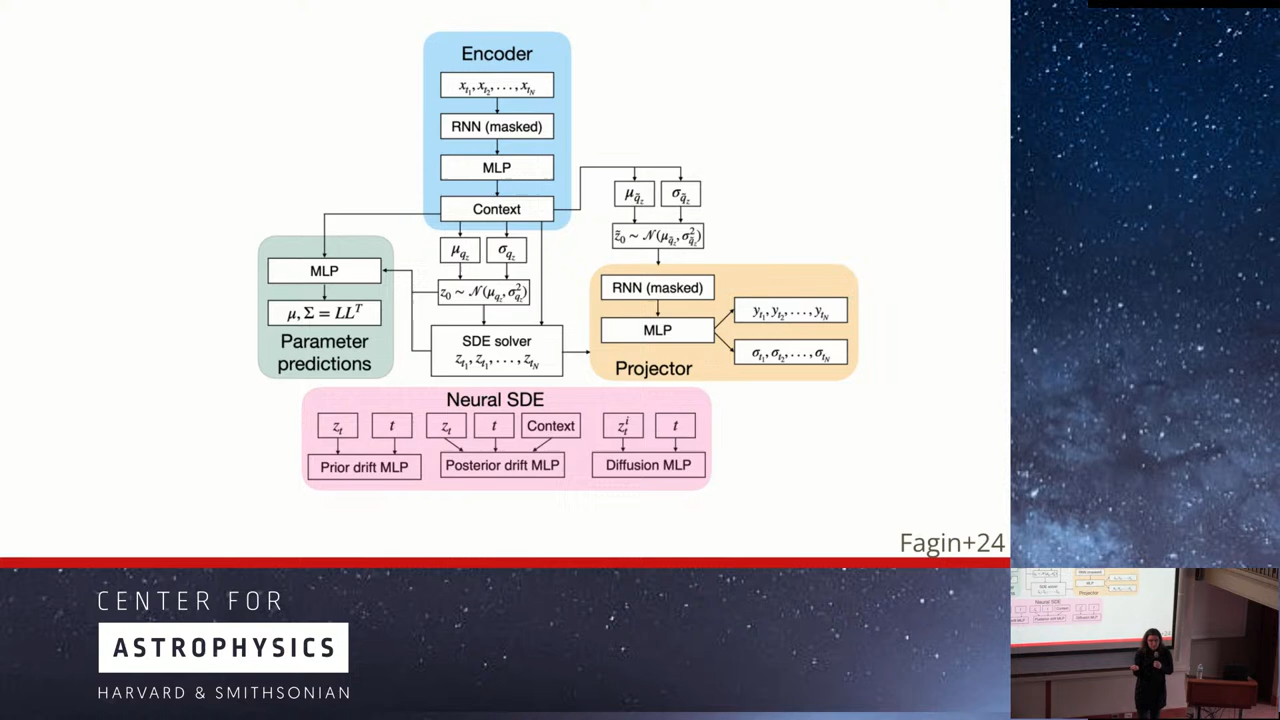 Encoder
x_{t_1}, x_{t_2}, . . . , x_{t_N}
RNN (masked)
MLP
Context
μ_{q̃_z}
σ_{q̃_z}
z̃_0 ~ 𝒩(μ_{q̃_z}, σ²_{q̃_z})
μ_{q_z}
σ_{q_z}
z_0 ~ 𝒩(μ_{q_z}, σ²_{q_z})
MLP
μ, Σ = LL^T
Parameter
predictions
SDE solver
z_{t_1}, z_{t_1}, . . . , z_{t_N}
RNN (masked)
MLP
Projector
y_{t_1}, y_{t_2}, . . . , y_{t_N}
σ_{t_1}, σ_{t_2}, . . . , σ_{t_N}
Neural SDE
z_t
t
z_t
t
Context
z_t^i
t
Prior drift MLP
Posterior drift MLP
Diffusion MLP
Fagin+24
CENTER FOR
ASTROPHYSICS
HARVARD & SMITHSONIAN